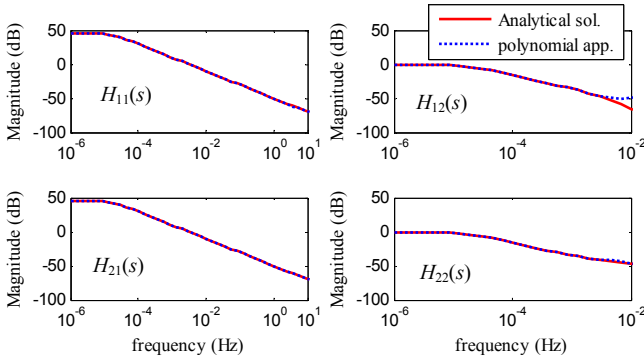 Analytical sol.
polynomial app.
Magnitude (dB)
50
0
-50
-100
H11(s)
10^-6 10^-4 10^-2 10^0 10^1
Magnitude (dB)
50
0
-50
-100
H12(s)
10^-6 10^-4 10^-2
Magnitude (dB)
50
0
-50
-100
H21(s)
10^-6 10^-4 10^-2 10^0 10^1
frequency (Hz)
Magnitude (dB)
50
0
-50
-100
H22(s)
10^-6 10^-4 10^-2
frequency (Hz)